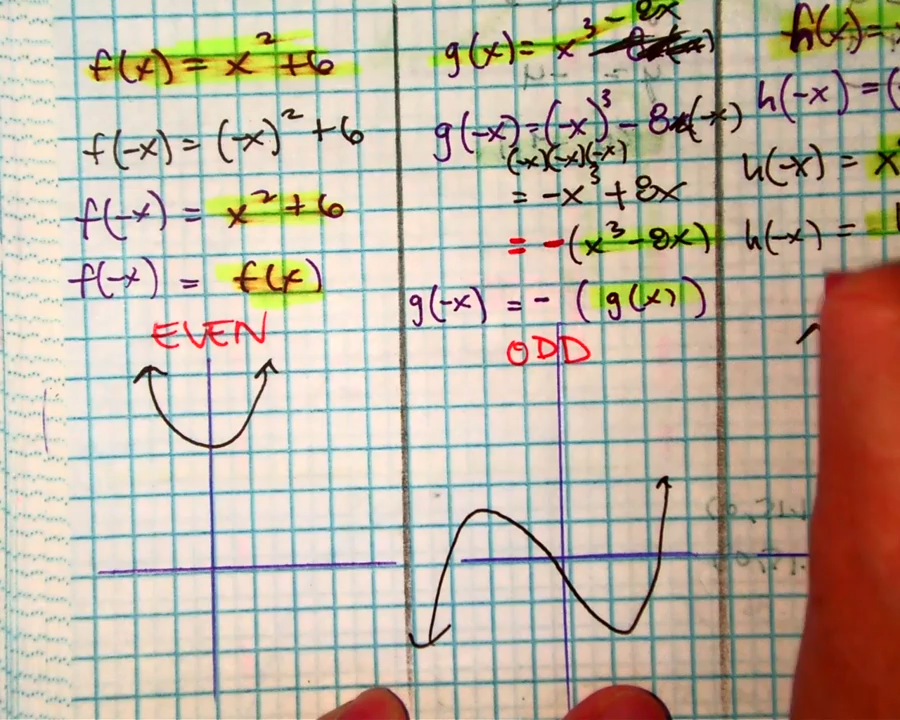 f(x) = x² + 6
f(-x) = (-x)² + 6
f(-x) = x² + 6
f(-x) = f(x)
EVEN
g(x) = x³ - 8x
g(-x) = (-x)³ - 8(-x)
(-x)(-x)(-x)
= -x³ + 8x
= -(x³ - 8x)
g(-x) = - (g(x))
ODD
h(x) =
h(-x) = (
h(-x) = x
h(-x) =